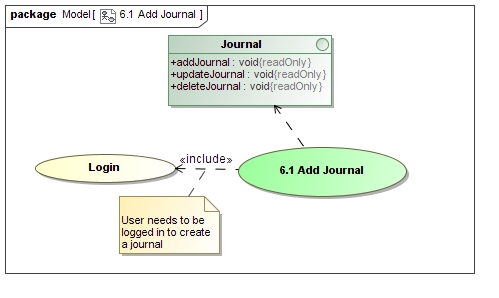 package Model[ 6.1 Add Journal ]
Journal
+addJournal : void{readOnly}
+updateJournal : void{readOnly}
+deleteJournal : void{readOnly}
«include»
Login
6.1 Add Journal
User needs to be
logged in to create
a journal